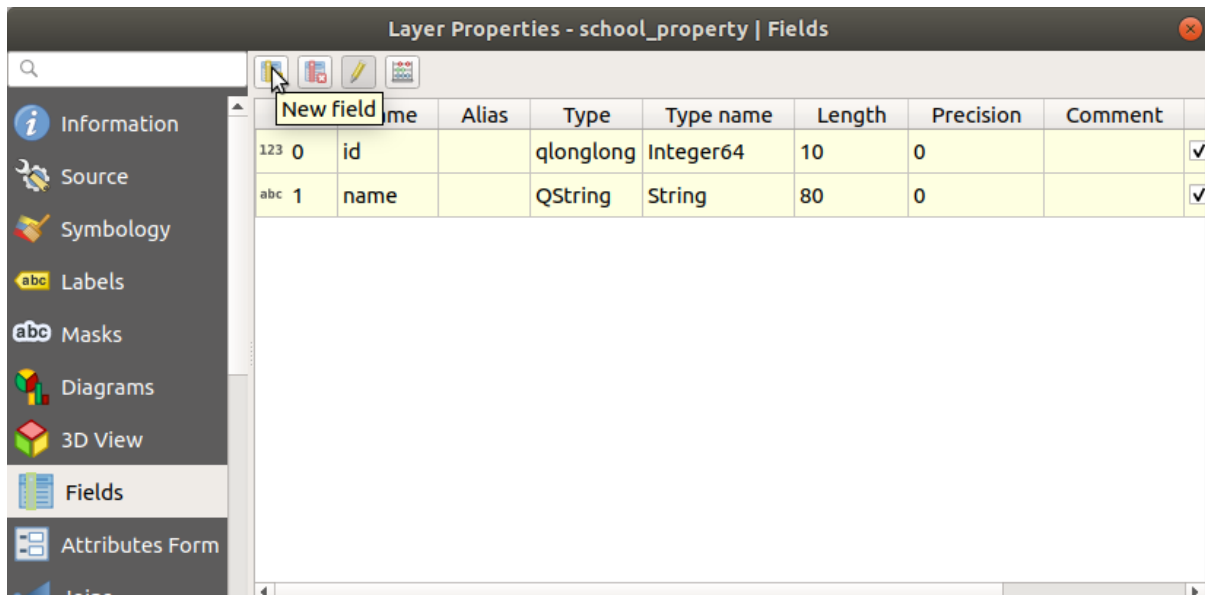 Layer Properties - school_property | Fields
New field
me Alias Type Type name Length Precision Comment
123 0 id qlonglong Integer64 10 0
abc 1 name QString String 80 0
Information
Source
Symbology
abc Labels
abc Masks
Diagrams
3D View
Fields
Attributes Form